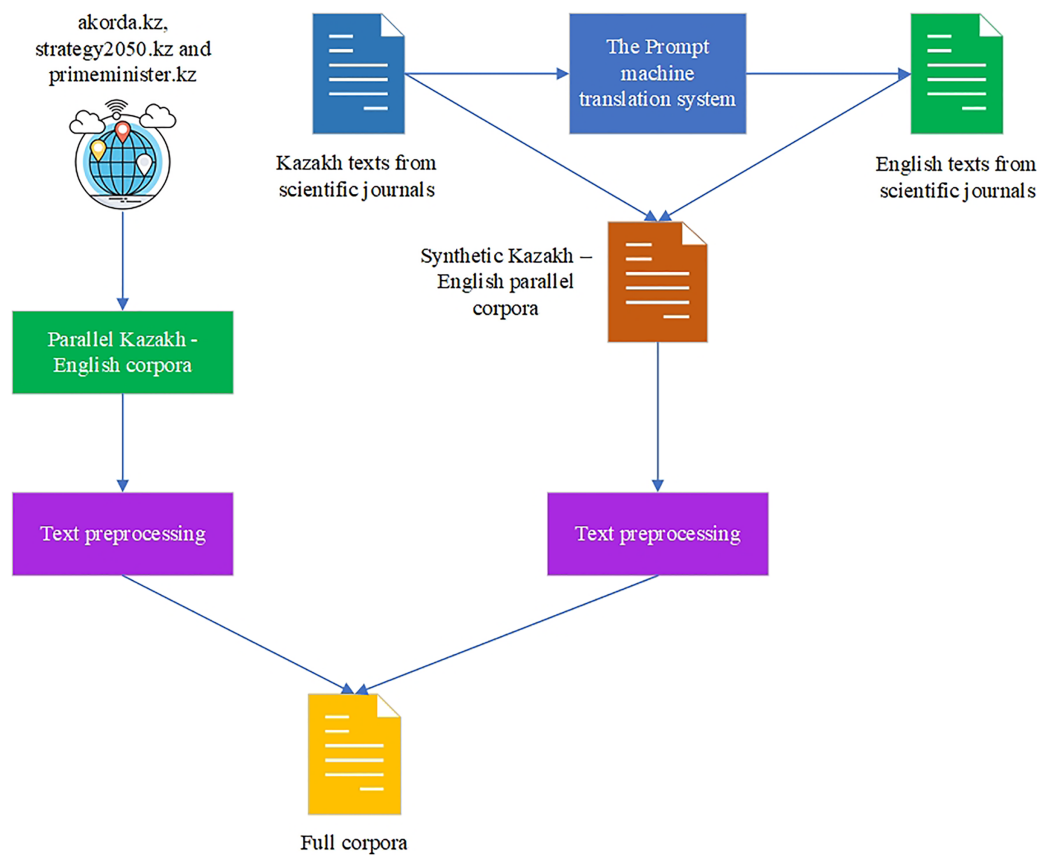 akorda.kz,
strategy2050.kz and
primeminister.kz
The Prompt
machine
translation system
Kazakh texts from
scientific journals
English texts from
scientific journals
Synthetic Kazakh –
English parallel
corpora
Parallel Kazakh -
English corpora
Text preprocessing
Text preprocessing
Full corpora